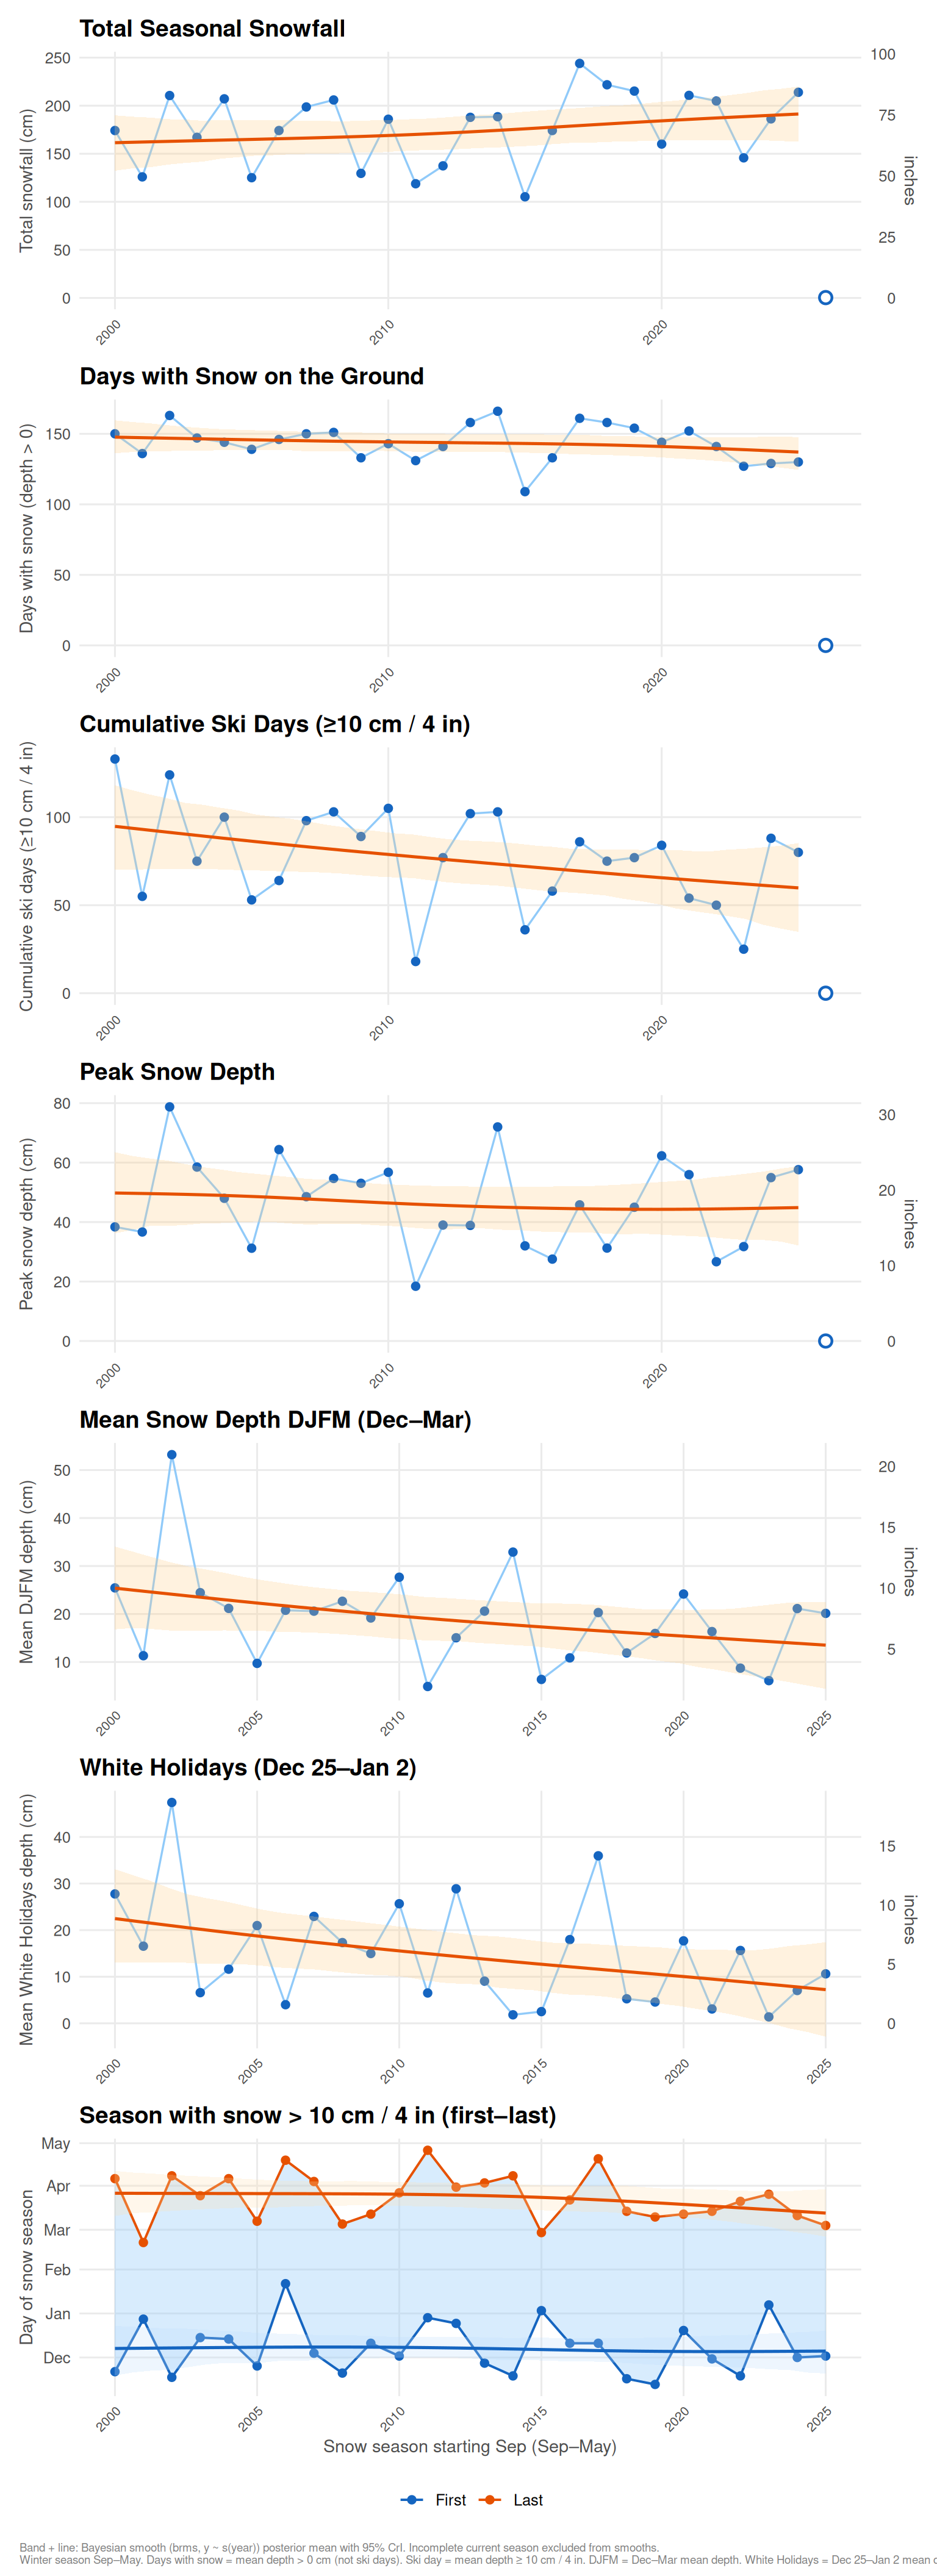 Total Seasonal Snowfall
Total snowfall (cm)
250
200
150
100
50
0
100
75
50
25
0
inches
2000
2010
2020
Days with Snow on the Ground
Days with snow (depth > 0)
150
100
50
0
2000
2010
2020
Cumulative Ski Days (≥10 cm / 4 in)
Cumulative ski days (≥10 cm / 4 in)
100
50
0
2000
2010
2020
Peak Snow Depth
Peak snow depth (cm)
80
60
40
20
0
30
20
10
0
inches
2000
2010
2020
Mean Snow Depth DJFM (Dec–Mar)
Mean DJFM depth (cm)
50
40
30
20
10
20
15
10
5
inches
2000
2005
2010
2015
2020
2025
White Holidays (Dec 25–Jan 2)
Mean White Holidays depth (cm)
40
30
20
10
0
15
10
5
0
inches
2000
2005
2010
2015
2020
2025
Season with snow > 10 cm / 4 in (first–last)
Day of snow season
May
Apr
Mar
Feb
Jan
Dec
2000
2005
2010
2015
2020
2025
Snow season starting Sep (Sep–May)
First
Last
Band + line: Bayesian smooth (brms, y ~ s(year)) posterior mean with 95% CrI. Incomplete current season excluded from smooths.
Winter season Sep–May. Days with snow = mean depth > 0 cm (not ski days). Ski day = mean depth ≥ 10 cm / 4 in. DJFM = Dec–Mar mean depth. White Holidays = Dec 25–Jan 2 mean